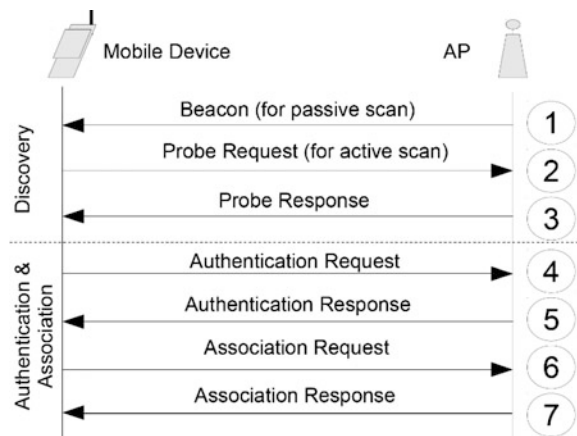 Mobile Device
AP
Beacon (for passive scan)
1
Probe Request (for active scan)
2
Probe Response
3
Discovery
Authentication Request
4
Authentication Response
5
Association Request
6
Association Response
7
Authentication &
Association